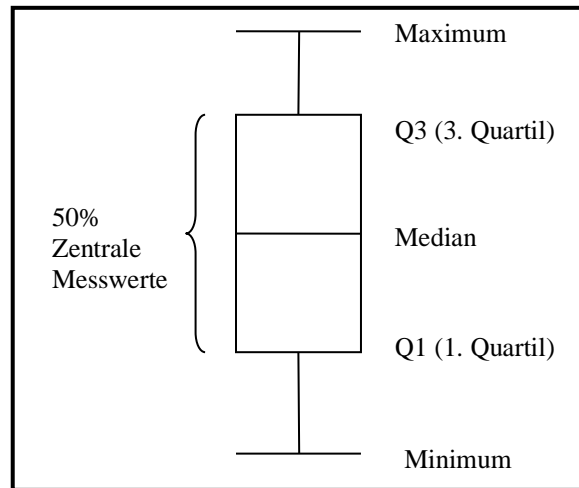 Maximum
Q3 (3. Quartil)
50%
Zentrale
Messwerte
Median
Q1 (1. Quartil)
Minimum